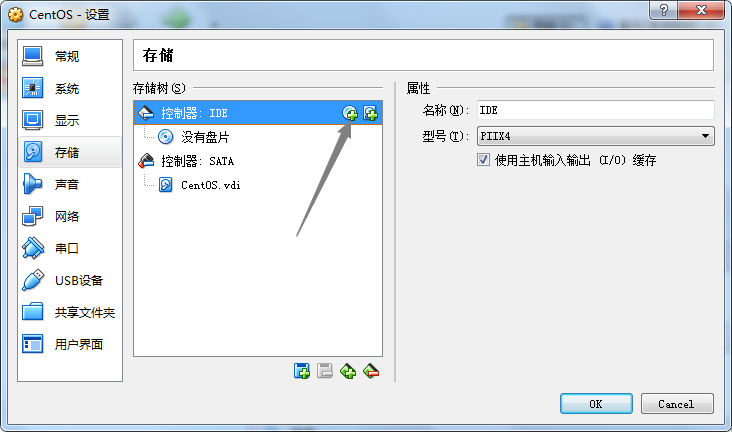 CentOS - 设置
常规
系统
显示
存储
声音
网络
串口
USB设备
共享文件夹
用户界面
存储
存储树(S)
控制器: IDE
没有盘片
控制器: SATA
CentOS.vdi
属性
名称(N): IDE
型号(T): PIIX4
使用主机输入输出 (I/O) 缓存
OK
Cancel